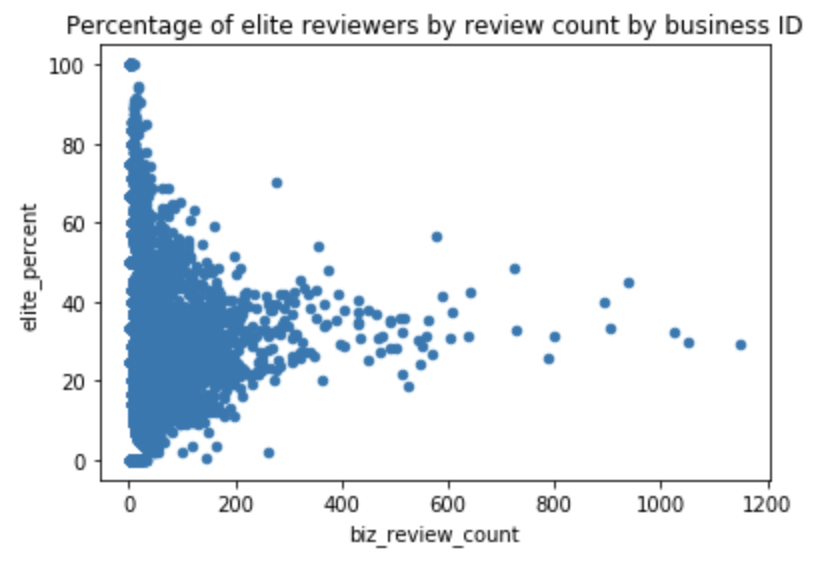 Percentage of elite reviewers by review count by business ID
100
80
60
40
20
0
elite_percent
0 200 400 600 800 1000 1200
biz_review_count